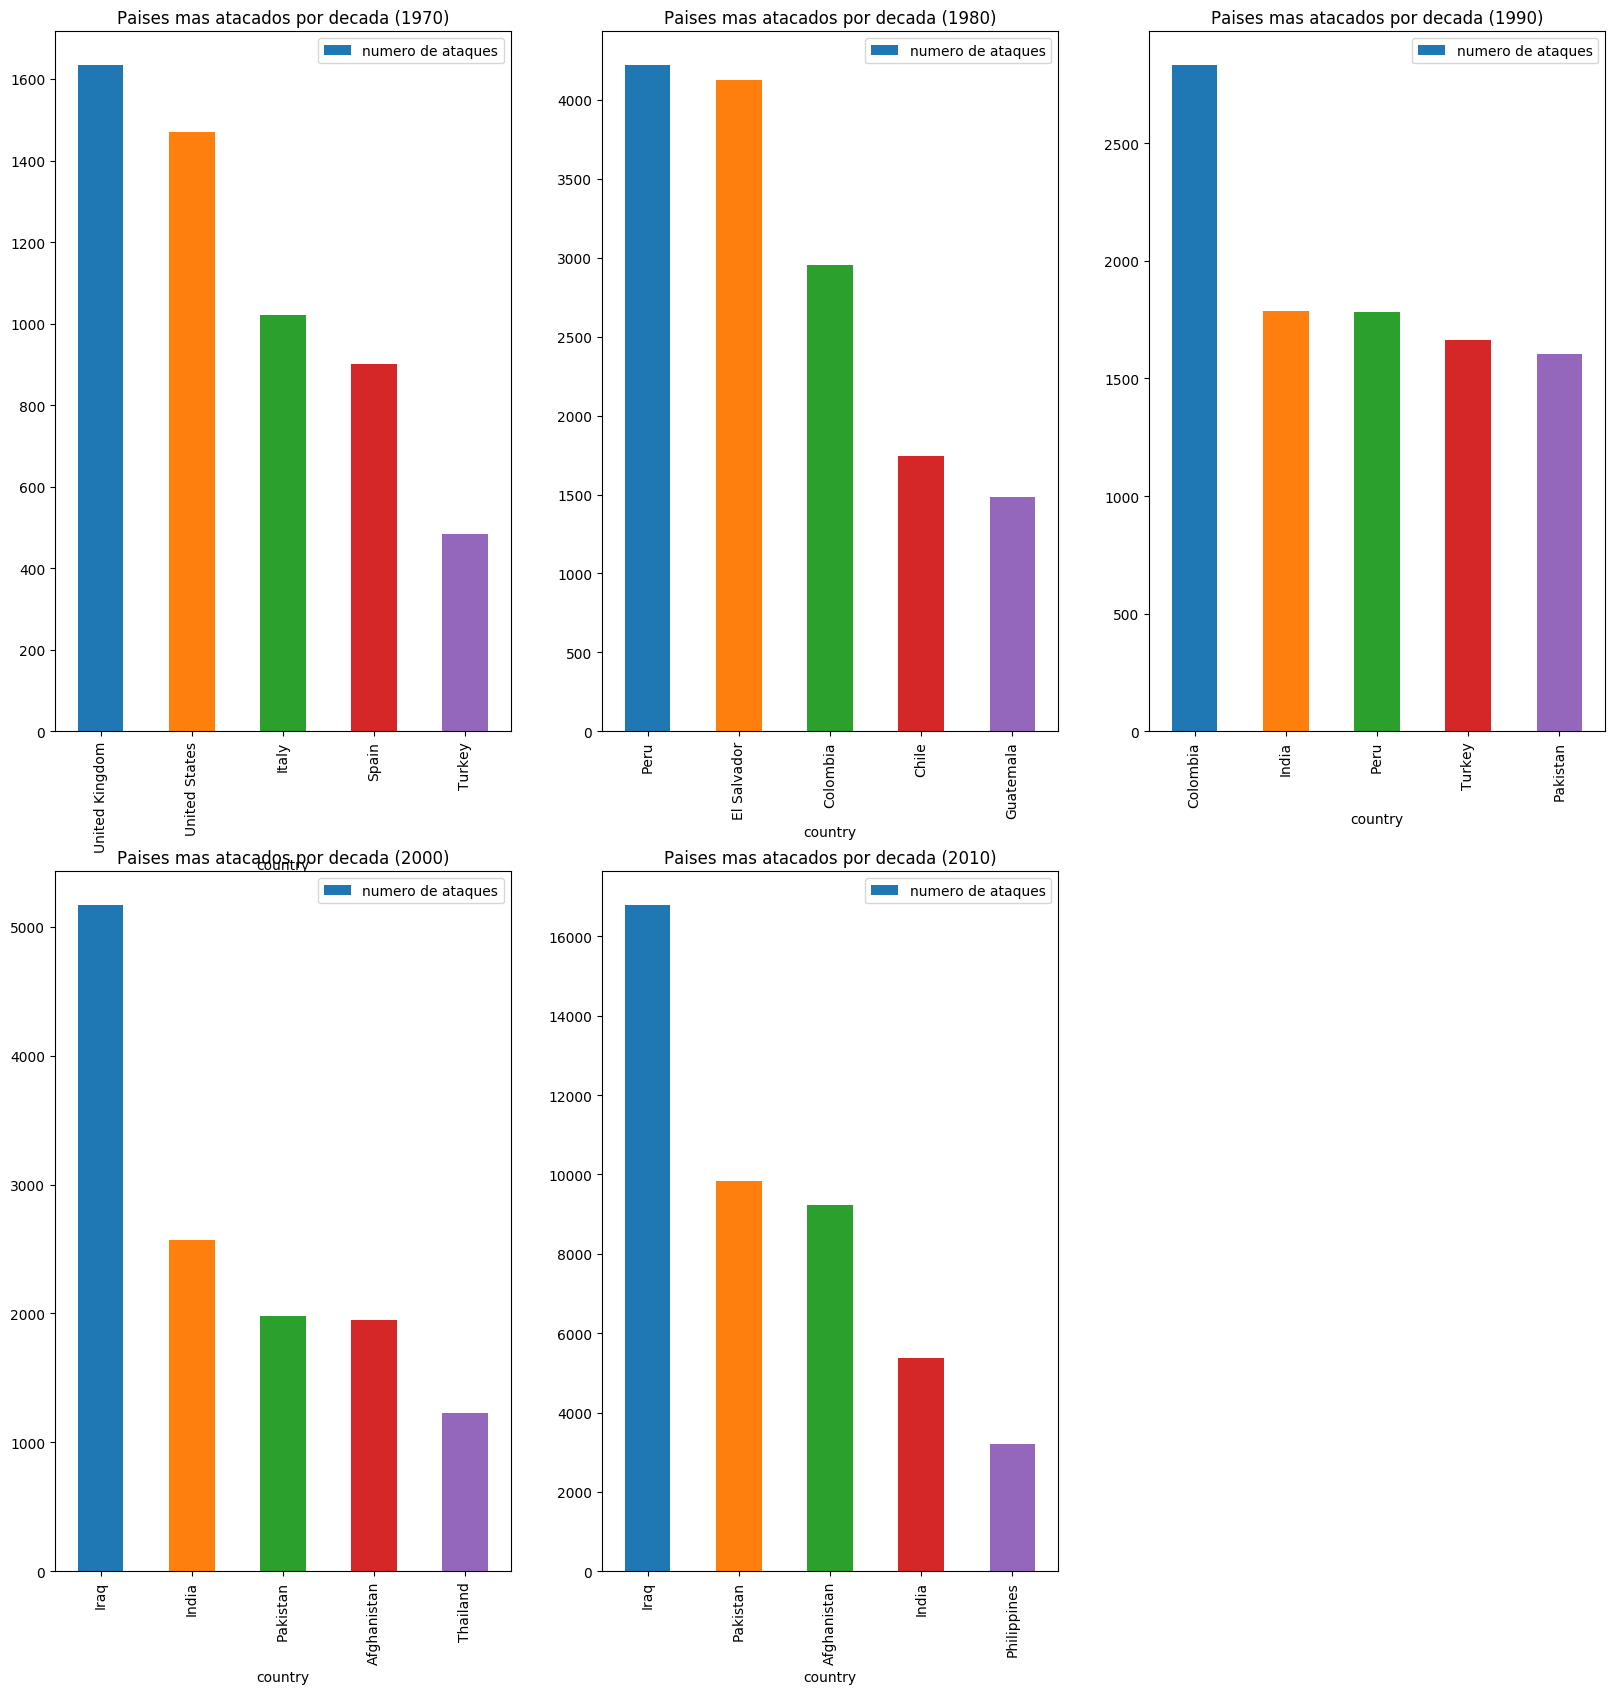 Paises mas atacados por decada (1970)
numero de ataques
1600
1400
1200
1000
800
600
400
200
0
United Kingdom
United States
Italy
Spain
Turkey
country
Paises mas atacados por decada (1980)
numero de ataques
4000
3500
3000
2500
2000
1500
1000
500
0
Peru
El Salvador
Colombia
Chile
Guatemala
country
Paises mas atacados por decada (1990)
numero de ataques
2500
2000
1500
1000
500
0
Colombia
India
Peru
Turkey
Pakistan
country
Paises mas atacados por decada (2000)
numero de ataques
5000
4000
3000
2000
1000
0
Iraq
India
Pakistan
Afghanistan
Thailand
country
Paises mas atacados por decada (2010)
numero de ataques
16000
14000
12000
10000
8000
6000
4000
2000
0
Iraq
Pakistan
Afghanistan
India
Philippines
country